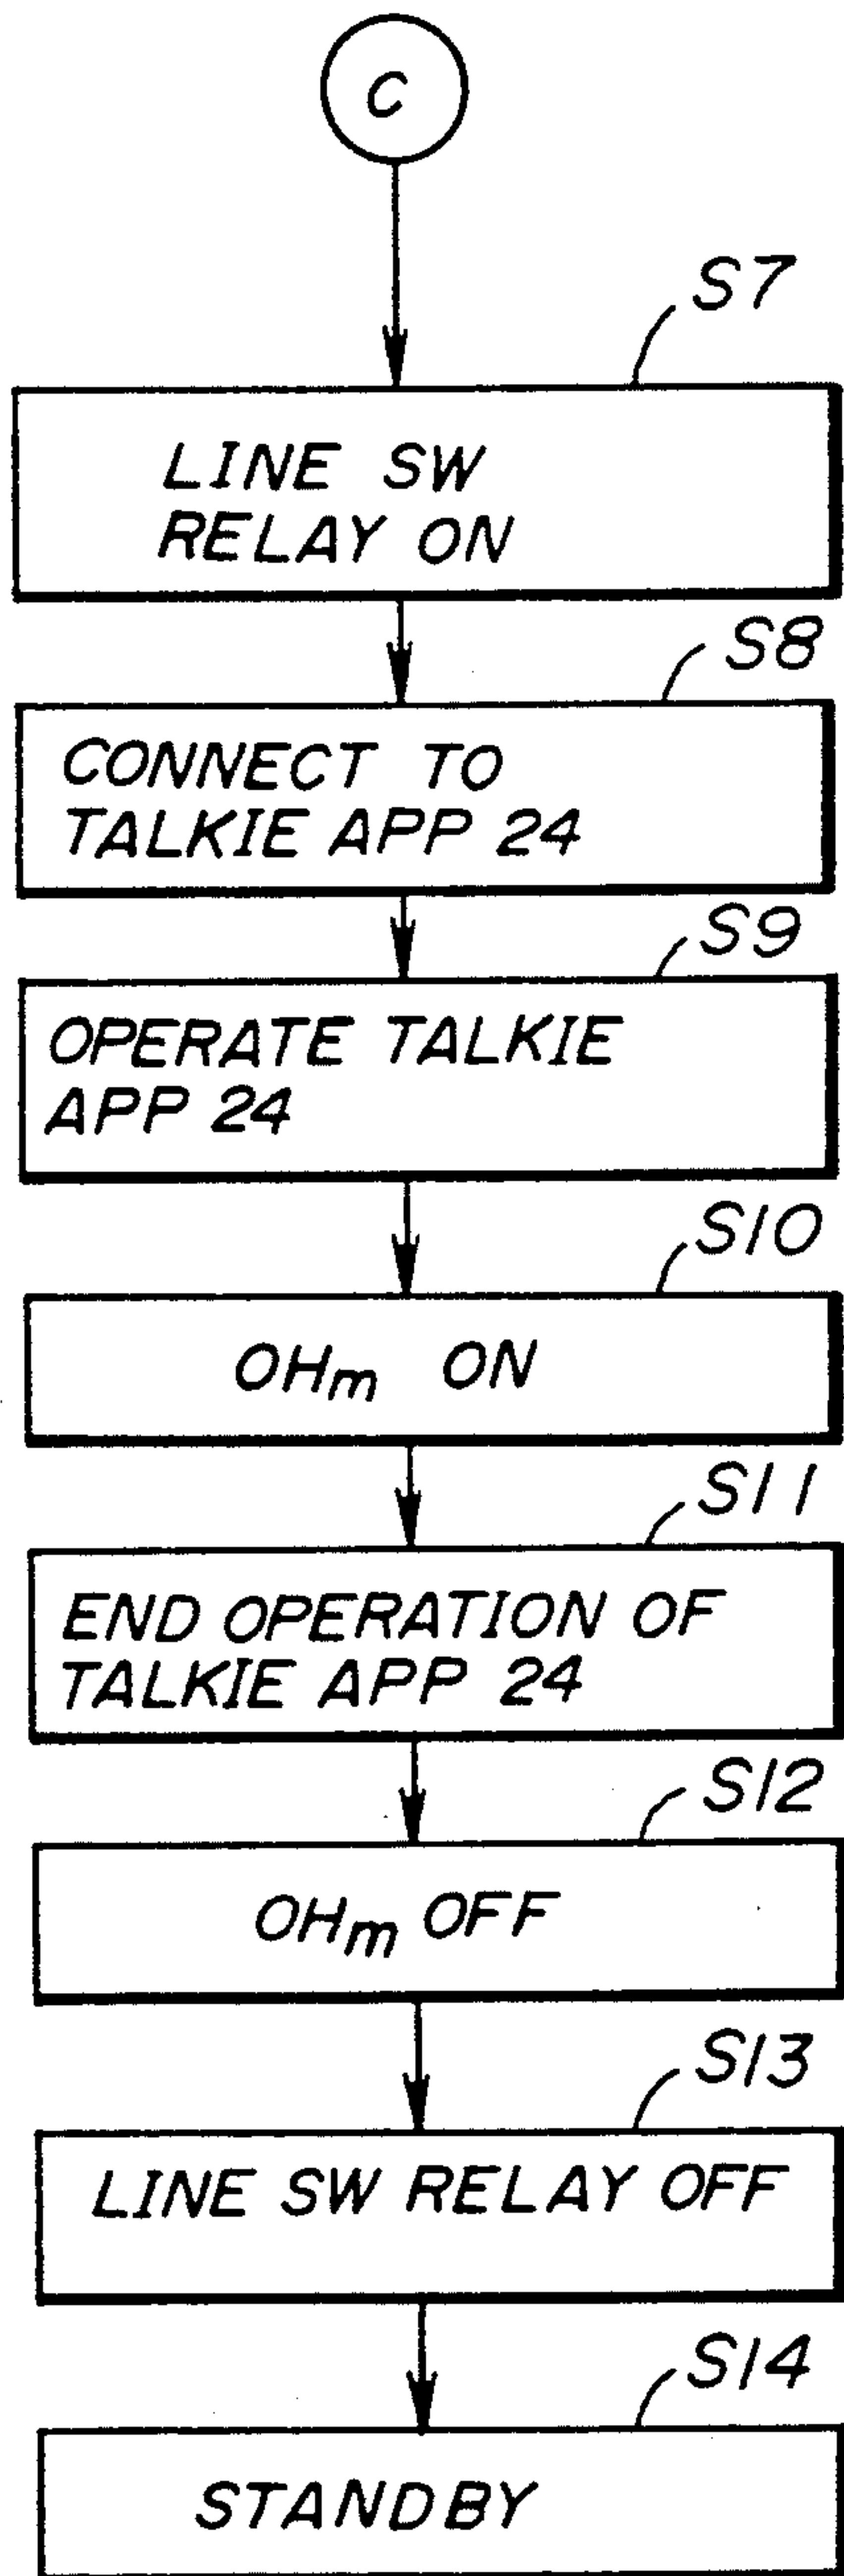 C
S7
LINE SW
RELAY ON
S8
CONNECT TO
TALKIE APP 24
S9
OPERATE TALKIE
APP 24
S10
OHm ON
S11
END OPERATION OF
TALKIE APP 24
S12
OHm OFF
S13
LINE SW RELAY OFF
S14
STANDBY